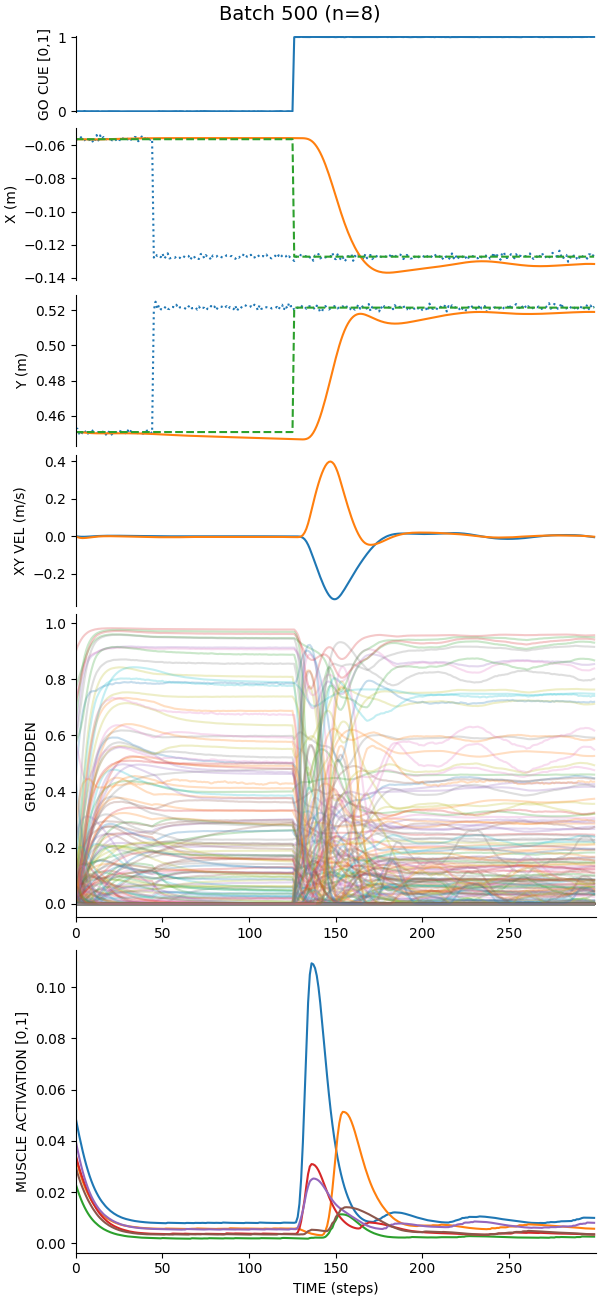 Batch 500 (n=8)
GO CUE [0,1]
1
0
X (m)
−0.06
−0.08
−0.10
−0.12
−0.14
Y (m)
0.52
0.50
0.48
0.46
XY VEL (m/s)
0.4
0.2
0.0
−0.2
GRU HIDDEN
1.0
0.8
0.6
0.4
0.2
0.0
0 50 100 150 200 250
MUSCLE ACTIVATION [0,1]
0.10
0.08
0.06
0.04
0.02
0.00
0 50 100 150 200 250
TIME (steps)